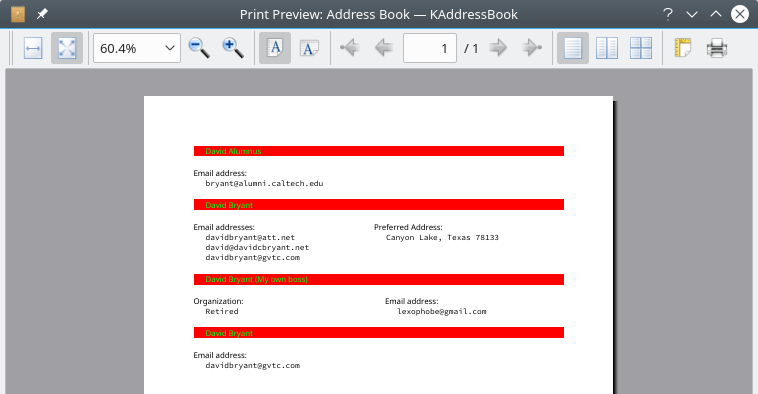 Print Preview: Address Book — KAddressBook
60.4%
A
A
1 / 1
David Alumnus
Email address:
bryant@alumni.caltech.edu
David Bryant
Email addresses: Preferred Address:
davidbryant@att.net Canyon Lake, Texas 78133
david@davidcbryant.net
davidbryant@gvtc.com
David Bryant (My own boss)
Organization: Email address:
Retired lexophobe@gmail.com
David Bryant
Email address:
davidbryant@gvtc.com